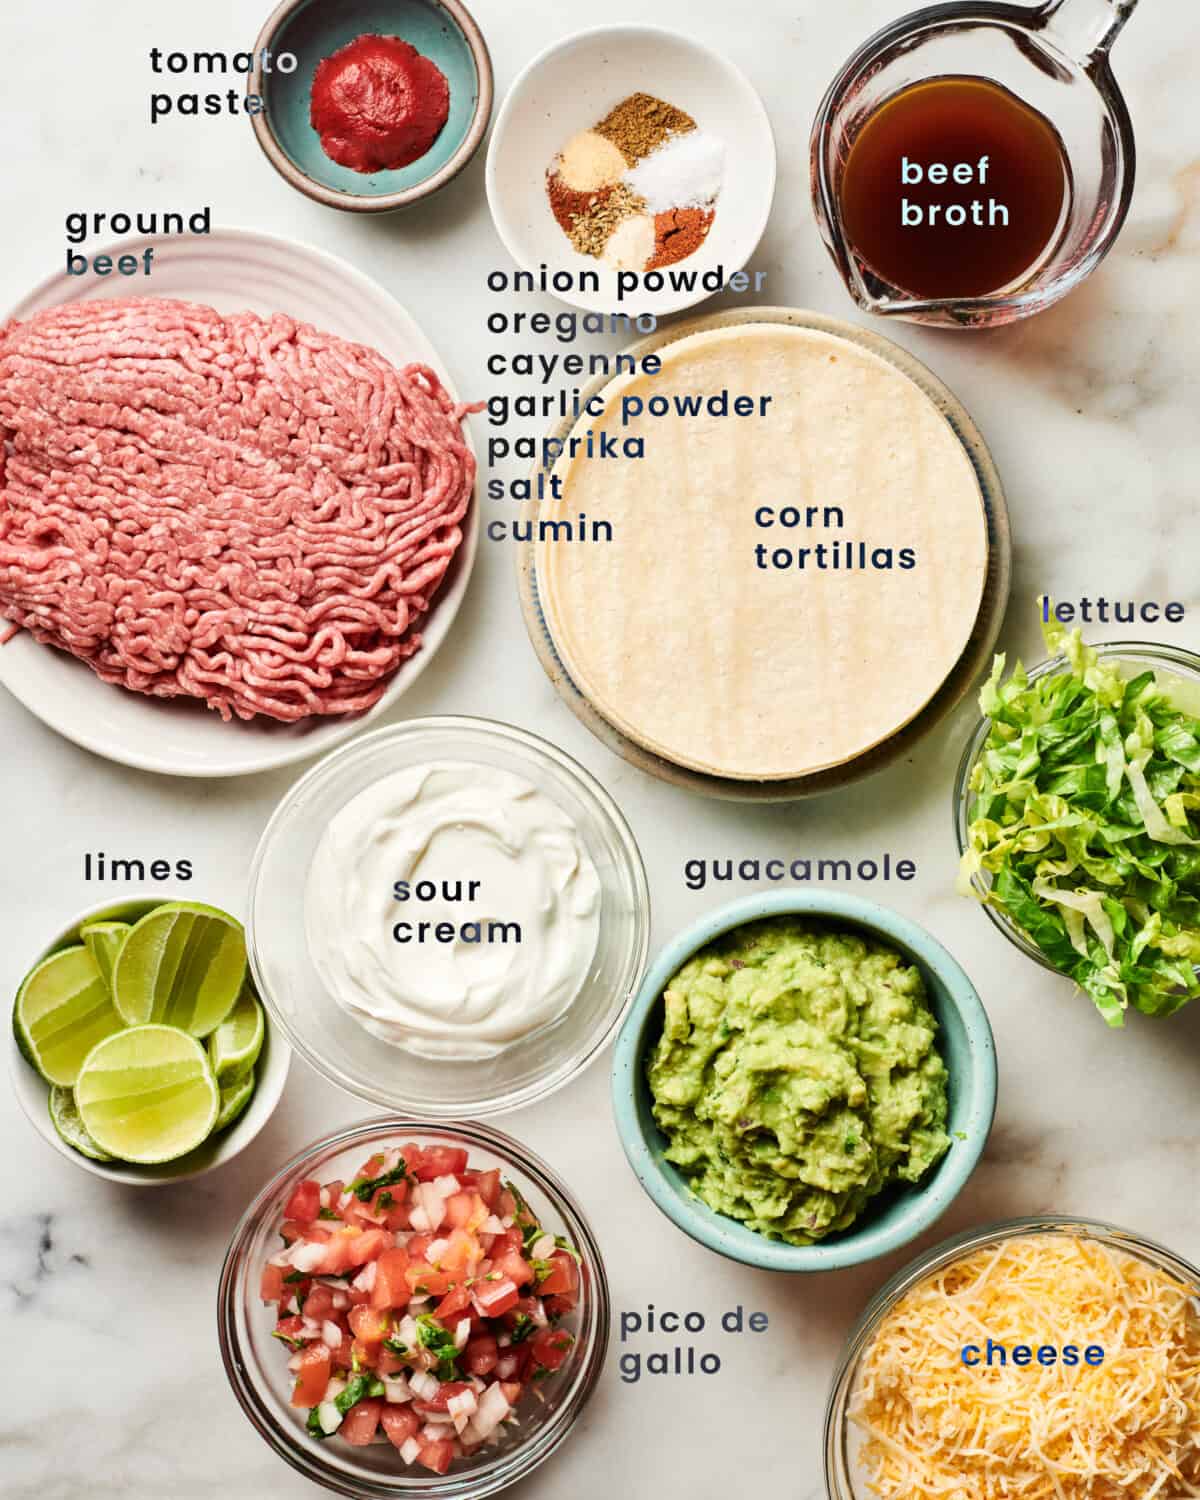 tomato
paste
beef
broth
ground
beef
onion powder
oregano
cayenne
garlic powder
paprika
salt
cumin
corn
tortillas
lettuce
limes
sour
cream
guacamole
pico de
gallo
cheese